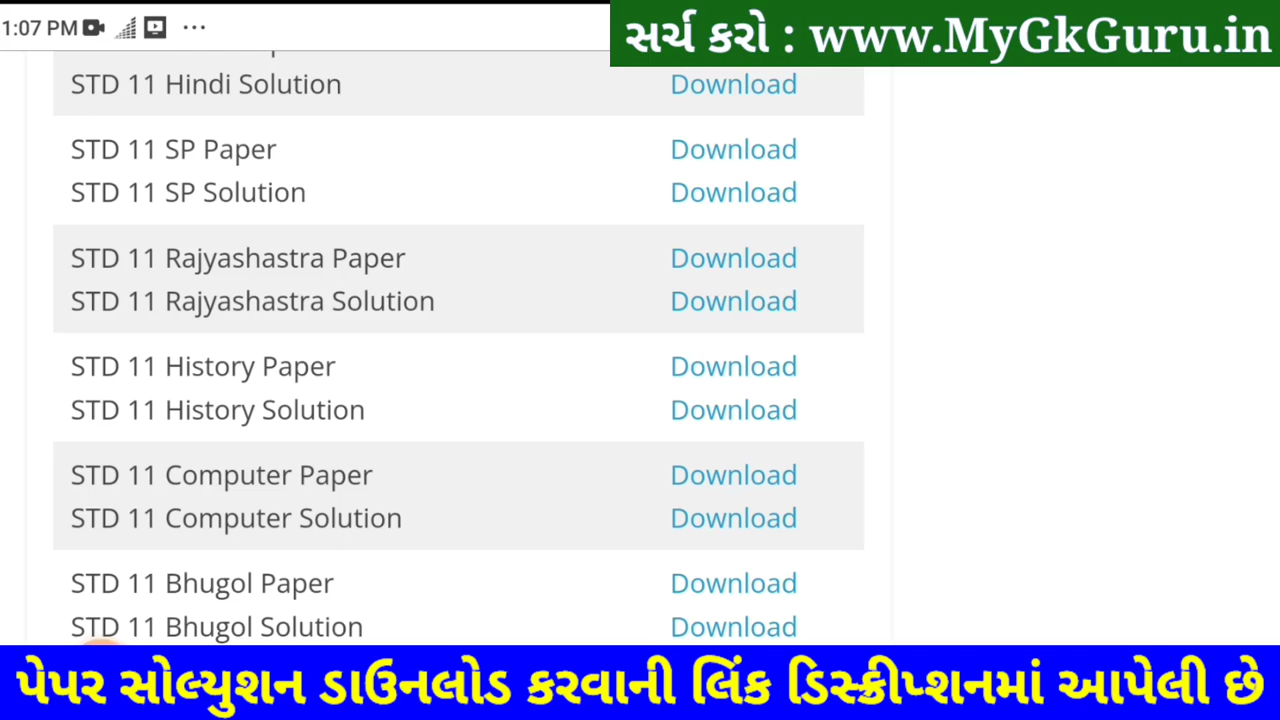 1:07 PM
સર્ચ કરો : www.MyGkGuru.in
STD 11 Hindi Solution Download
STD 11 SP Paper Download
STD 11 SP Solution Download
STD 11 Rajyashastra Paper Download
STD 11 Rajyashastra Solution Download
STD 11 History Paper Download
STD 11 History Solution Download
STD 11 Computer Paper Download
STD 11 Computer Solution Download
STD 11 Bhugol Paper Download
STD 11 Bhugol Solution Download
પેપર સોલ્યુશન ડાઉનલોડ કરવાની લિંક ડિસ્ક્રીપ્શનમાં આપેલી છે